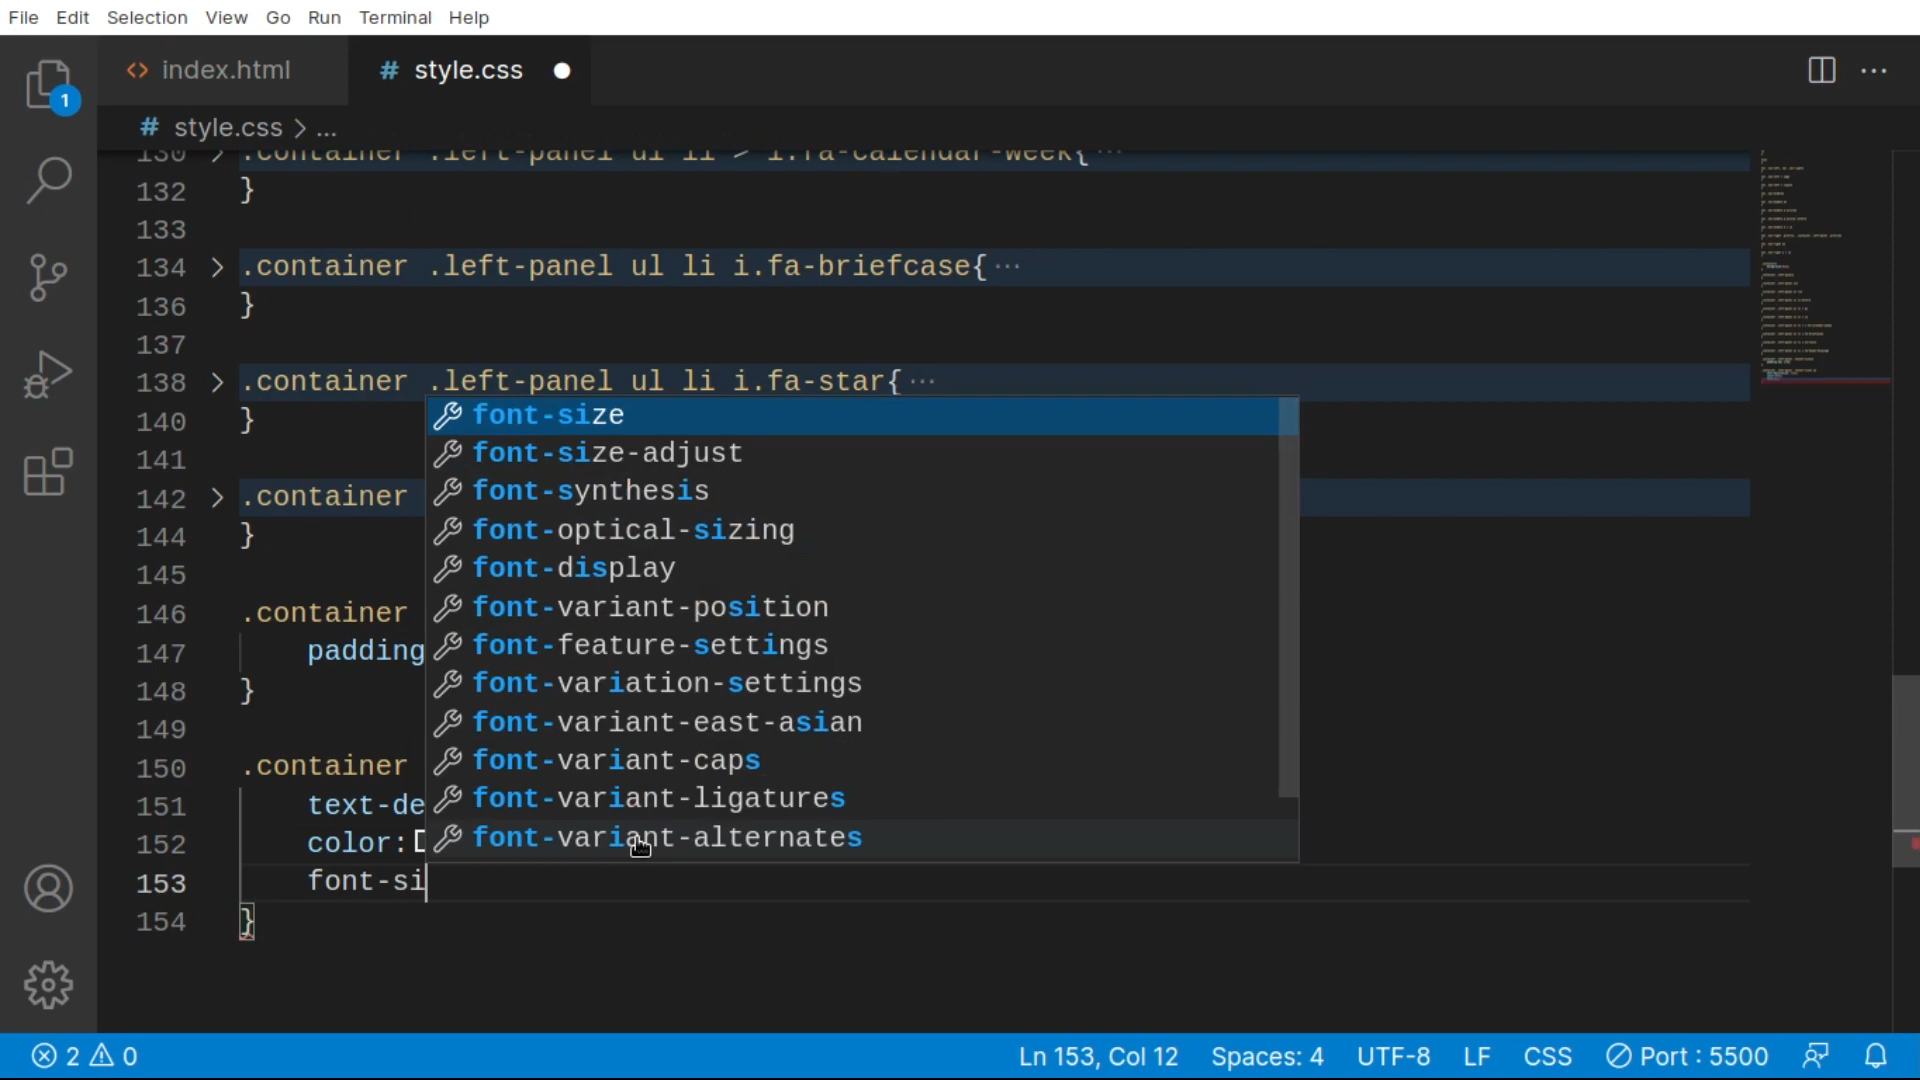 File Edit Selection View Go Run Terminal Help
index.html
# style.css
# style.css > ...
130 > .container .left-panel ul li > i.fa-calendar-week{ ...
132 }
133
134 > .container .left-panel ul li i.fa-briefcase{ ...
136 }
137
138 > .container .left-panel ul li i.fa-star{ ...
140 }
141
142 > .container
144 }
145
146 .container
147 padding
148 }
149
150 .container
151 text-de
152 color:
153 font-si
154 }
font-size
font-size-adjust
font-synthesis
font-optical-sizing
font-display
font-variant-position
font-feature-settings
font-variation-settings
font-variant-east-asian
font-variant-caps
font-variant-ligatures
font-variant-alternates
1
2 0 Ln 153, Col 12 Spaces: 4 UTF-8 LF CSS Port : 5500